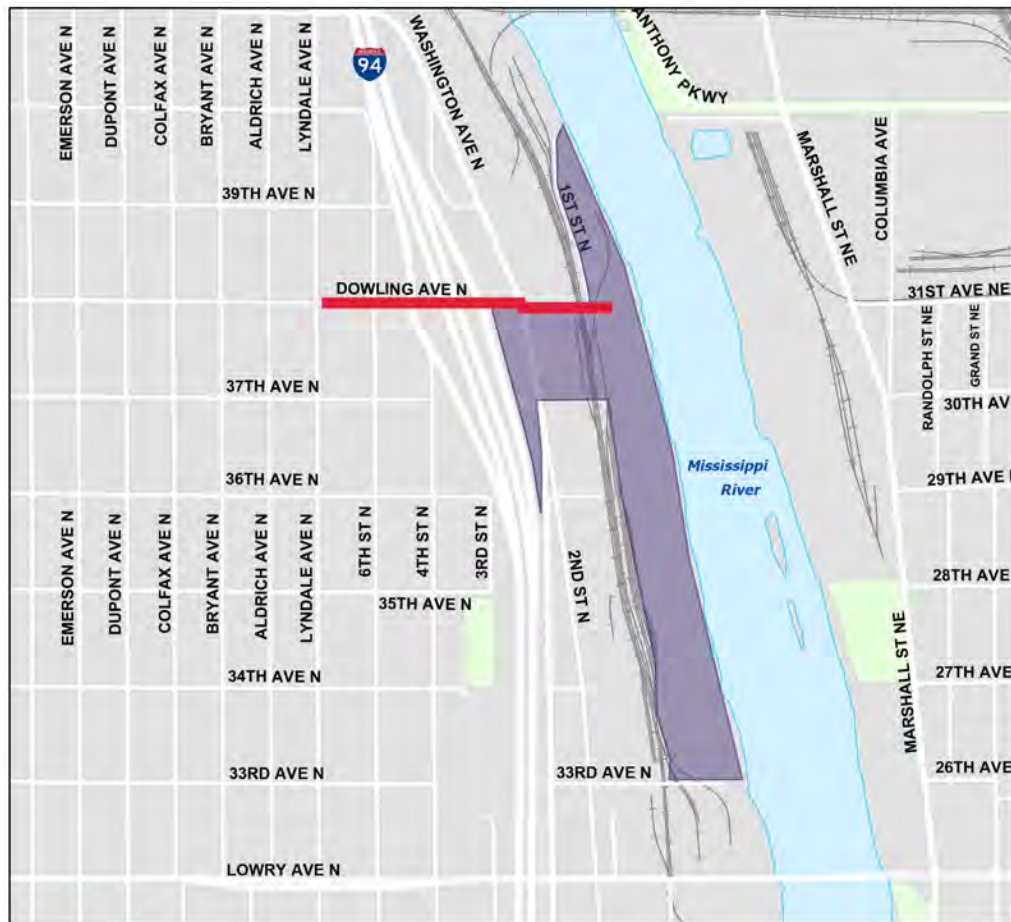 EMERSON AVE N
DUPONT AVE N
COLFAX AVE N
BRYANT AVE N
ALDRICH AVE N
LYNDALE AVE N
94
WASHINGTON AVE N
ANTHONY PKWY
MARSHALL ST NE
COLUMBIA AVE
39TH AVE N
1ST ST N
DOWLING AVE N
31ST AVE NE
RANDOLPH ST NE
GRAND ST NE
37TH AVE N
30TH AV
Mississippi
River
36TH AVE N
29TH AVE N
EMERSON AVE N
DUPONT AVE N
COLFAX AVE N
BRYANT AVE N
ALDRICH AVE N
LYNDALE AVE N
6TH ST N
4TH ST N
3RD ST N
2ND ST N
28TH AVE
35TH AVE N
MARSHALL ST NE
34TH AVE N
27TH AVE
33RD AVE N
33RD AVE N
26TH AVE
LOWRY AVE N